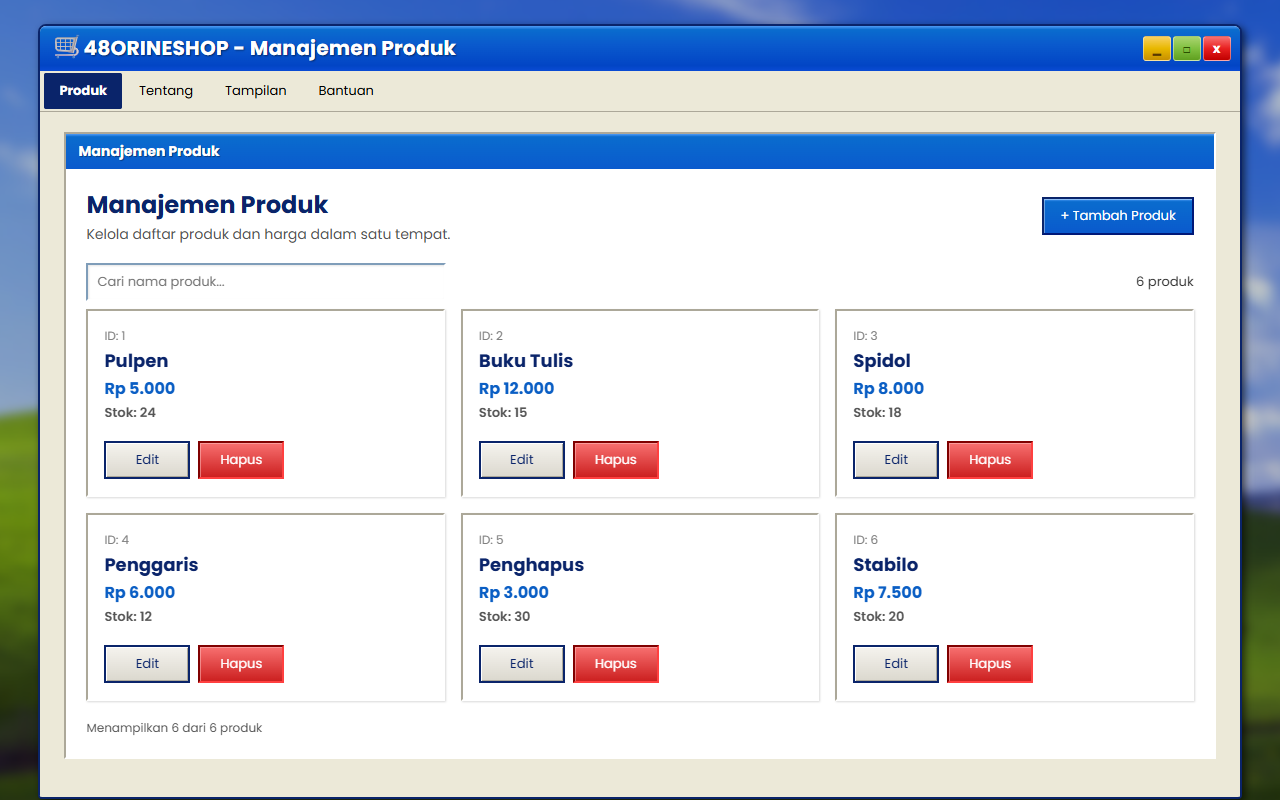 48ORINESHOP - Manajemen Produk
_ □ x
Produk Tentang Tampilan Bantuan
Manajemen Produk
Manajemen Produk
+ Tambah Produk
Kelola daftar produk dan harga dalam satu tempat.
Cari nama produk...
6 produk
ID: 1
Pulpen
Rp 5.000
Stok: 24
Edit Hapus
ID: 2
Buku Tulis
Rp 12.000
Stok: 15
Edit Hapus
ID: 3
Spidol
Rp 8.000
Stok: 18
Edit Hapus
ID: 4
Penggaris
Rp 6.000
Stok: 12
Edit Hapus
ID: 5
Penghapus
Rp 3.000
Stok: 30
Edit Hapus
ID: 6
Stabilo
Rp 7.500
Stok: 20
Edit Hapus
Menampilkan 6 dari 6 produk